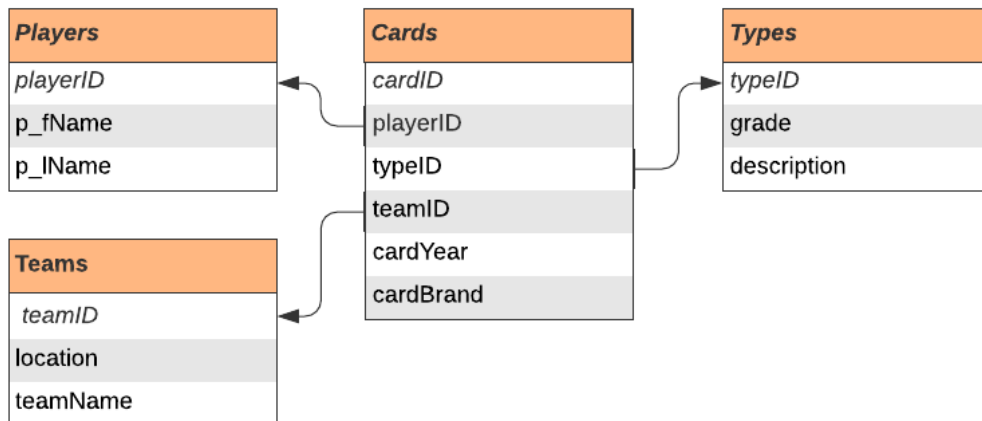 Players
playerID
p_fName
p_lName
Cards
cardID
playerID
typeID
teamID
cardYear
cardBrand
Types
typeID
grade
description
Teams
teamID
location
teamName